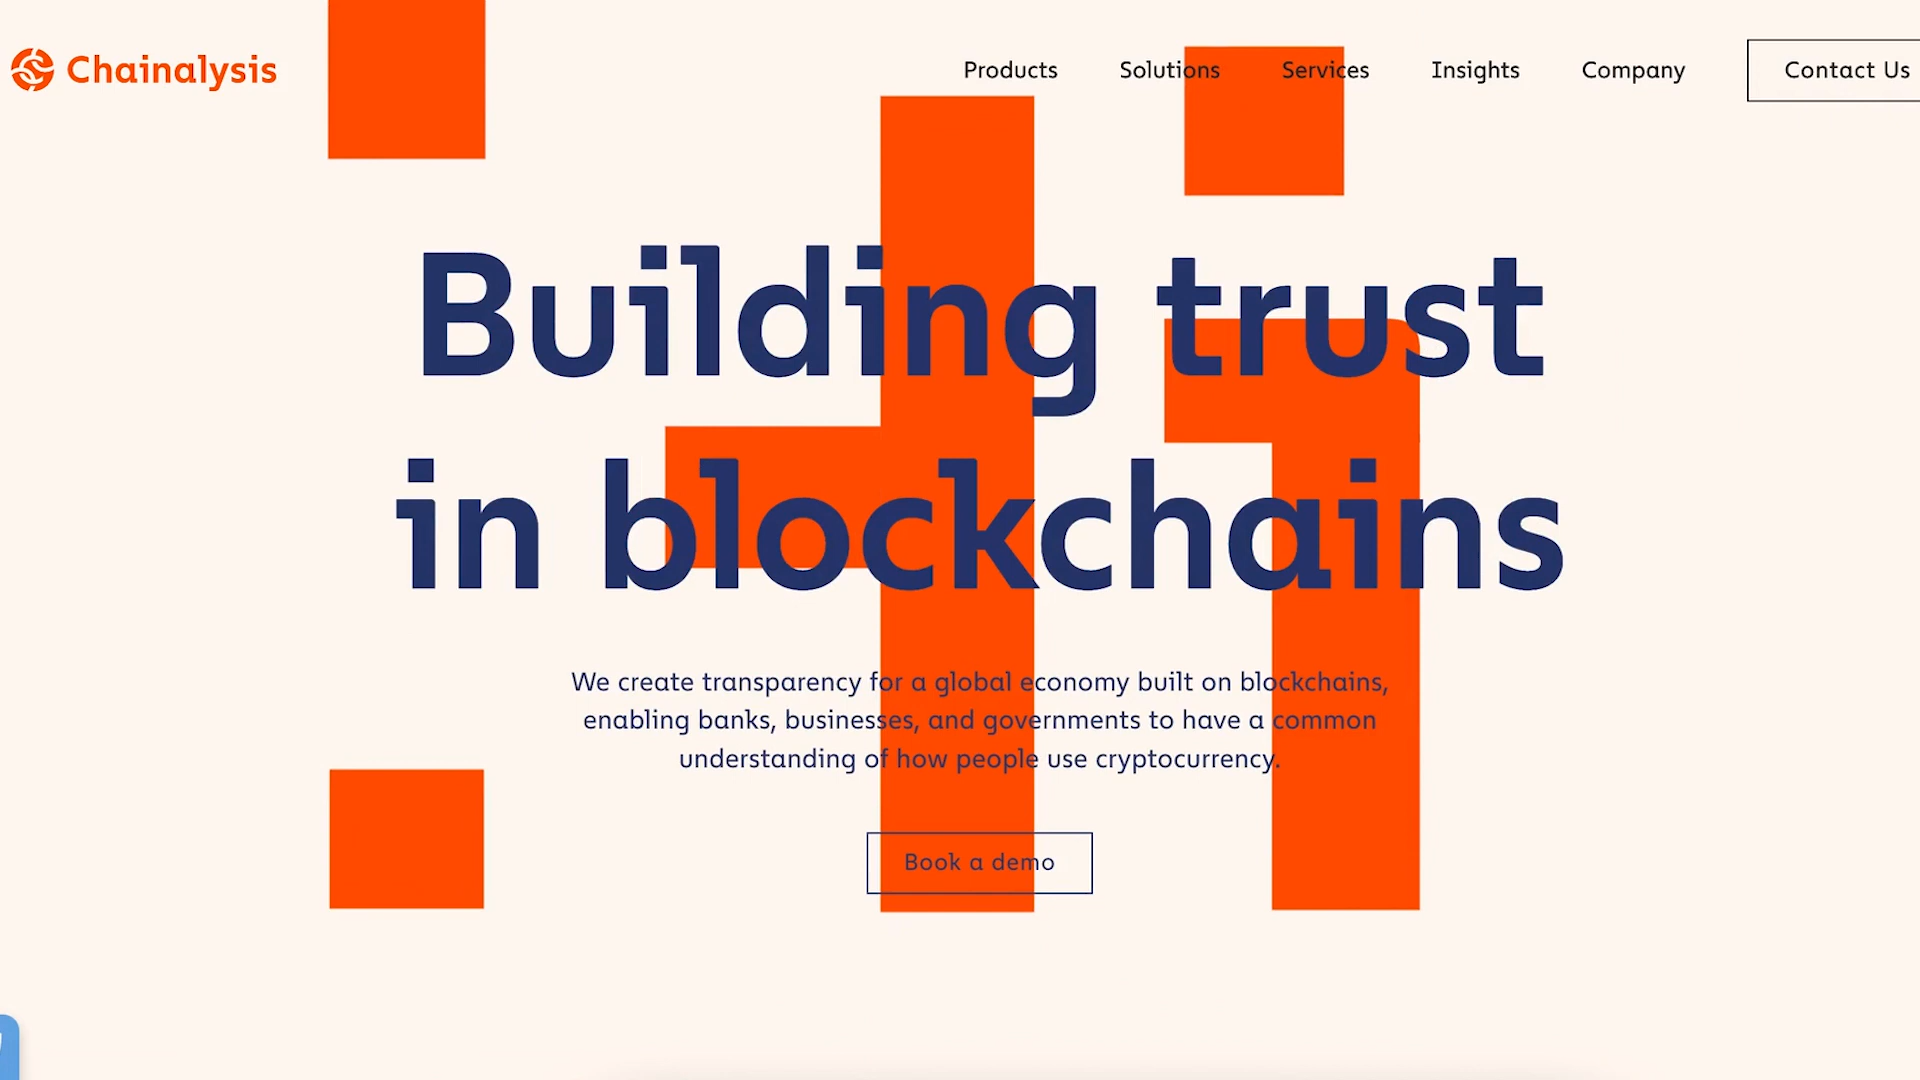 Chainalysis
Products
Solutions
Services
Insights
Company
Contact Us
Building trust
in blockchains
We create transparency for a global economy built on blockchains,
enabling banks, businesses, and governments to have a common
understanding of how people use cryptocurrency.
Book a demo